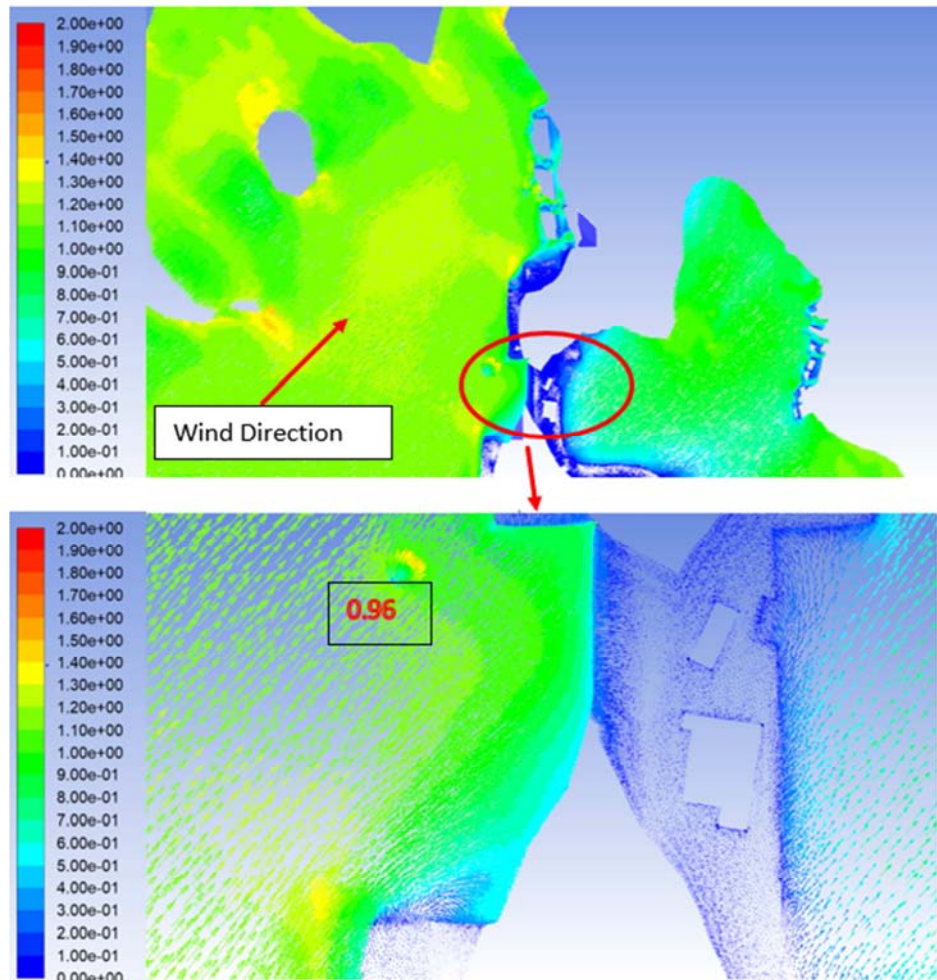 2.00e+00
1.90e+00
1.80e+00
1.70e+00
1.60e+00
1.50e+00
1.40e+00
1.30e+00
1.20e+00
1.10e+00
1.00e+00
9.00e-01
8.00e-01
7.00e-01
6.00e-01
5.00e-01
4.00e-01
3.00e-01
2.00e-01
1.00e-01
0.00e+00
Wind Direction
2.00e+00
1.90e+00
1.80e+00
1.70e+00
1.60e+00
1.50e+00
1.40e+00
1.30e+00
1.20e+00
1.10e+00
1.00e+00
9.00e-01
8.00e-01
7.00e-01
6.00e-01
5.00e-01
4.00e-01
3.00e-01
2.00e-01
1.00e-01
0.00e+00
0.96